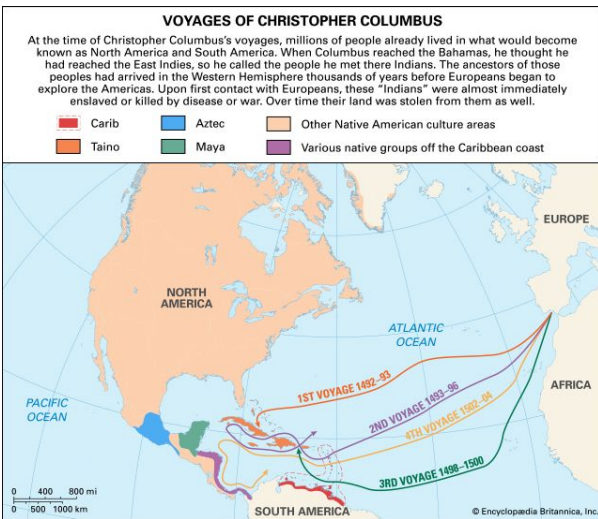 VOYAGES OF CHRISTOPHER COLUMBUS
At the time of Christopher Columbus's voyages, millions of people already lived in what would become
known as North America and South America. When Columbus reached the Bahamas, he thought he
had reached the East Indies, so he called the people he met there Indians. The ancestors of those
peoples had arrived in the Western Hemisphere thousands of years before Europeans began to
explore the Americas. Upon first contact with Europeans, these “Indians” were almost immediately
enslaved or killed by disease or war. Over time their land was stolen from them as well.
Carib
Aztec
Other Native American culture areas
Taino
Maya
Various native groups off the Caribbean coast
EUROPE
NORTH
AMERICA
ATLANTIC
OCEAN
AFRICA
1ST VOYAGE 1492–93
PACIFIC
OCEAN
2ND VOYAGE 1493–96
4TH VOYAGE 1502–04
3RD VOYAGE 1498–1500
0 400 800 mi
0 500 1000 km
SOUTH AMERICA
© Encyclopædia Britannica, Inc.